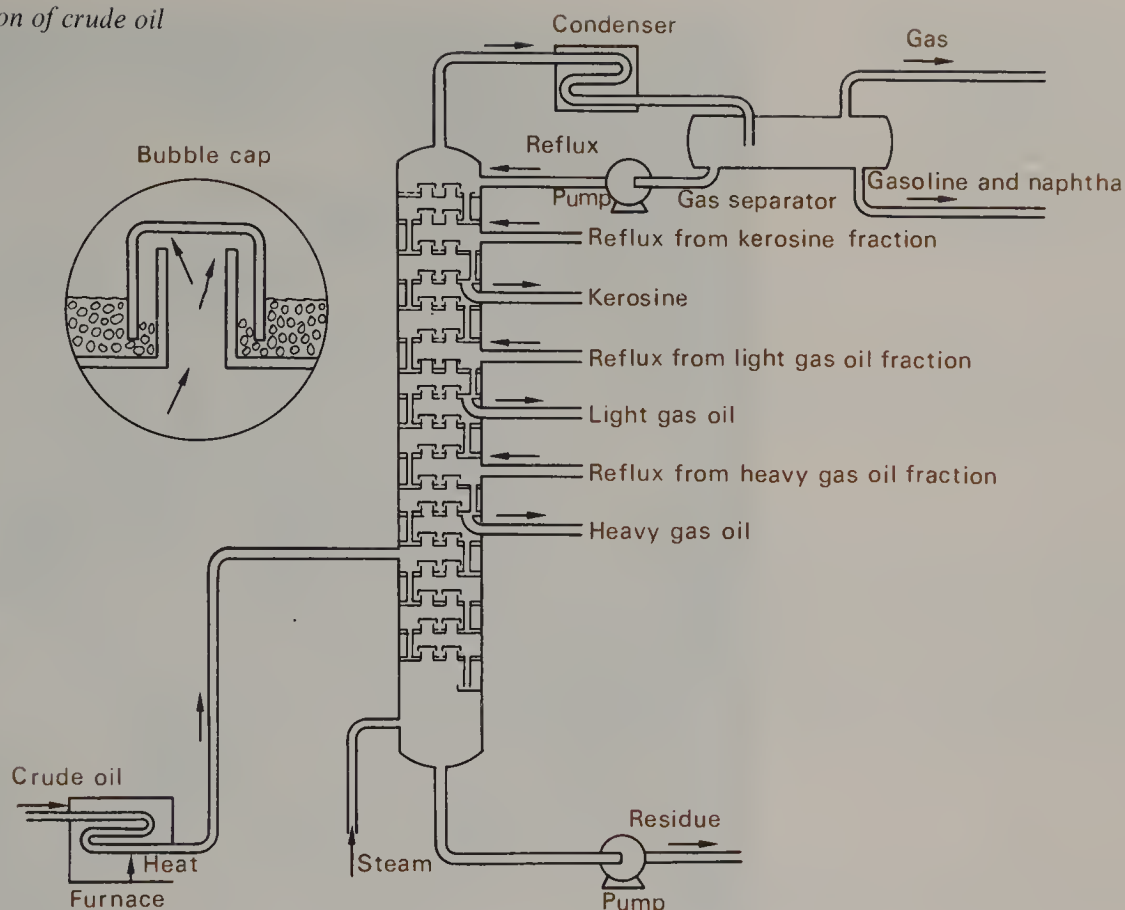 on of crude oil
Condenser
Gas
Bubble cap
Reflux
Pump
Gas separator
Gasoline and naphtha
Reflux from kerosine fraction
Kerosine
Reflux from light gas oil fraction
Light gas oil
Reflux from heavy gas oil fraction
Heavy gas oil
Crude oil
Heat
Furnace
Steam
Residue
Pump